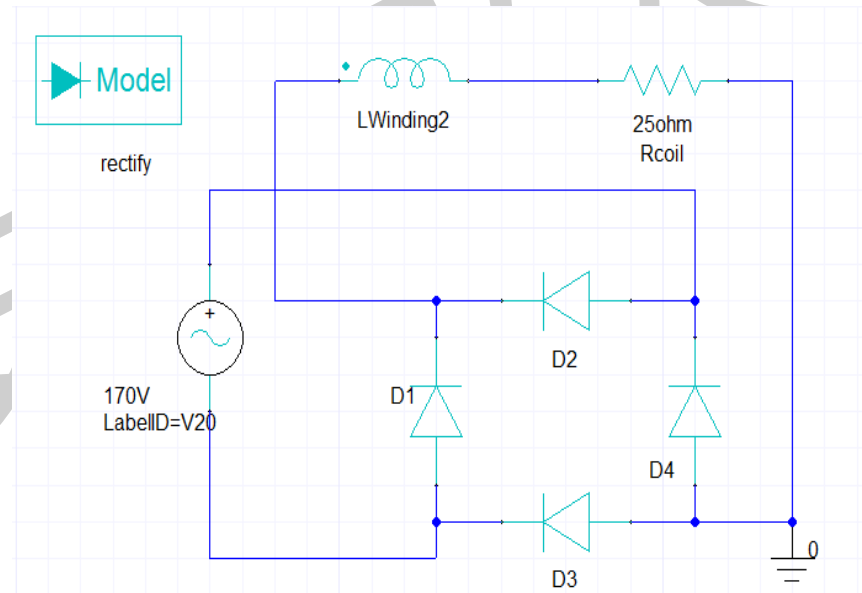 Model
rectify
LWinding2
25ohm
Rcoil
+
170V
LabelID=V20
D2
D1
D4
D3
0